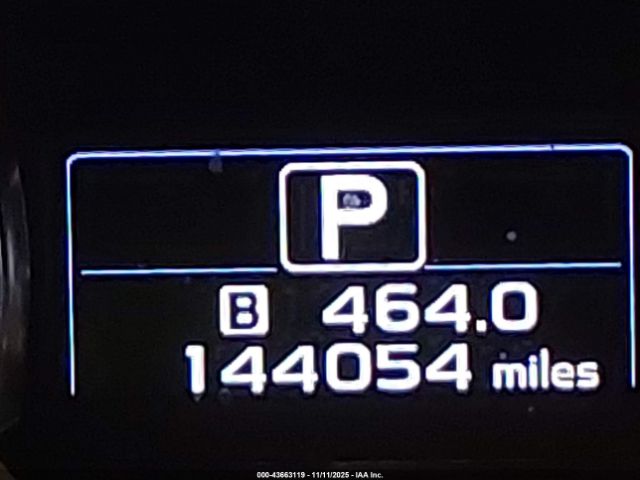 P
B 464.0
144054 miles
000-43663119 - 11/11/2025 - IAA Inc.